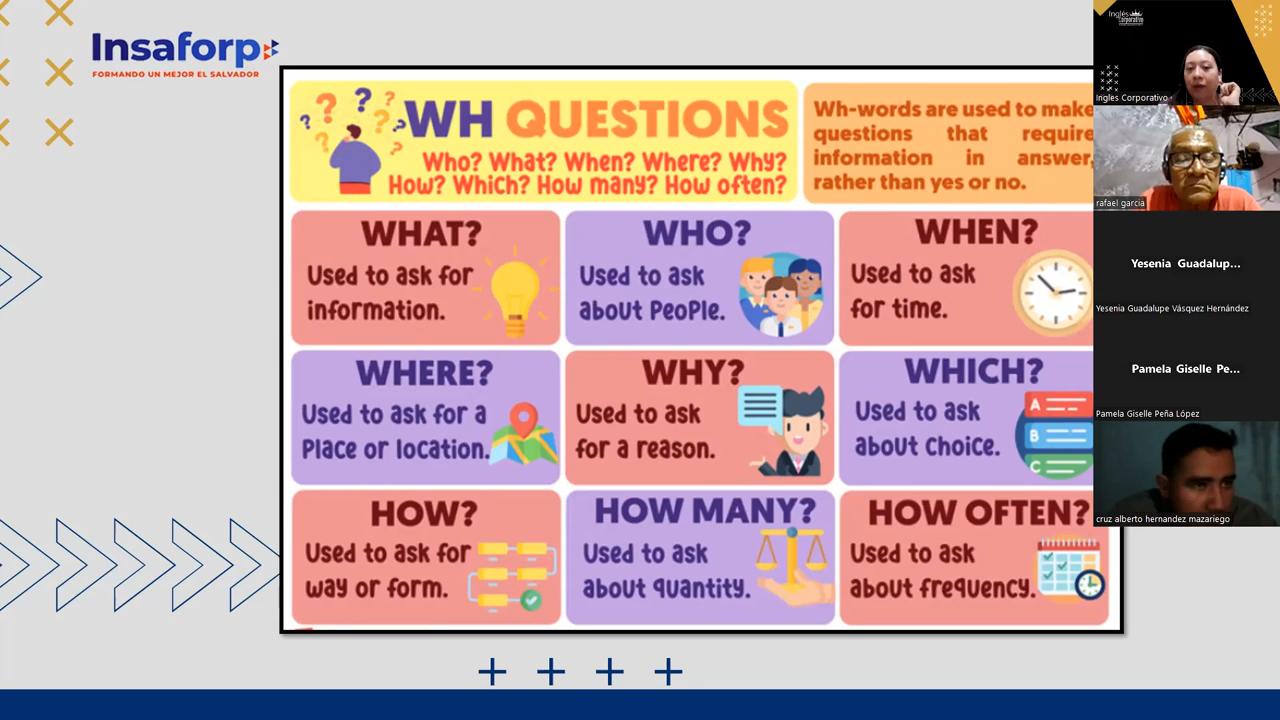 Insaforp
FORMANDO UN MEJOR EL SALVADOR
WH QUESTIONS
Who? What? When? Where? Why?
How? Which? How many? How often?
Wh-words are used to make
questions that require
information in answer,
rather than yes or no.
WHAT?
Used to ask for
information.
WHO?
Used to ask
about People.
WHEN?
Used to ask
for time.
WHERE?
Used to ask for a
Place or location.
WHY?
Used to ask
for a reason.
WHICH?
Used to ask
about Choice.
A
B
C
HOW?
Used to ask for
way or form.
HOW MANY?
Used to ask
about quantity.
HOW OFTEN?
Used to ask
about frequency.
Inglés
Corporativo
Ingles Corporativo
rafael garcia
Yesenia Guadalup...
Yesenia Guadalupe Vásquez Hernández
Pamela Giselle Pe...
Pamela Giselle Peña López
cruz alberto hernandez mazariego